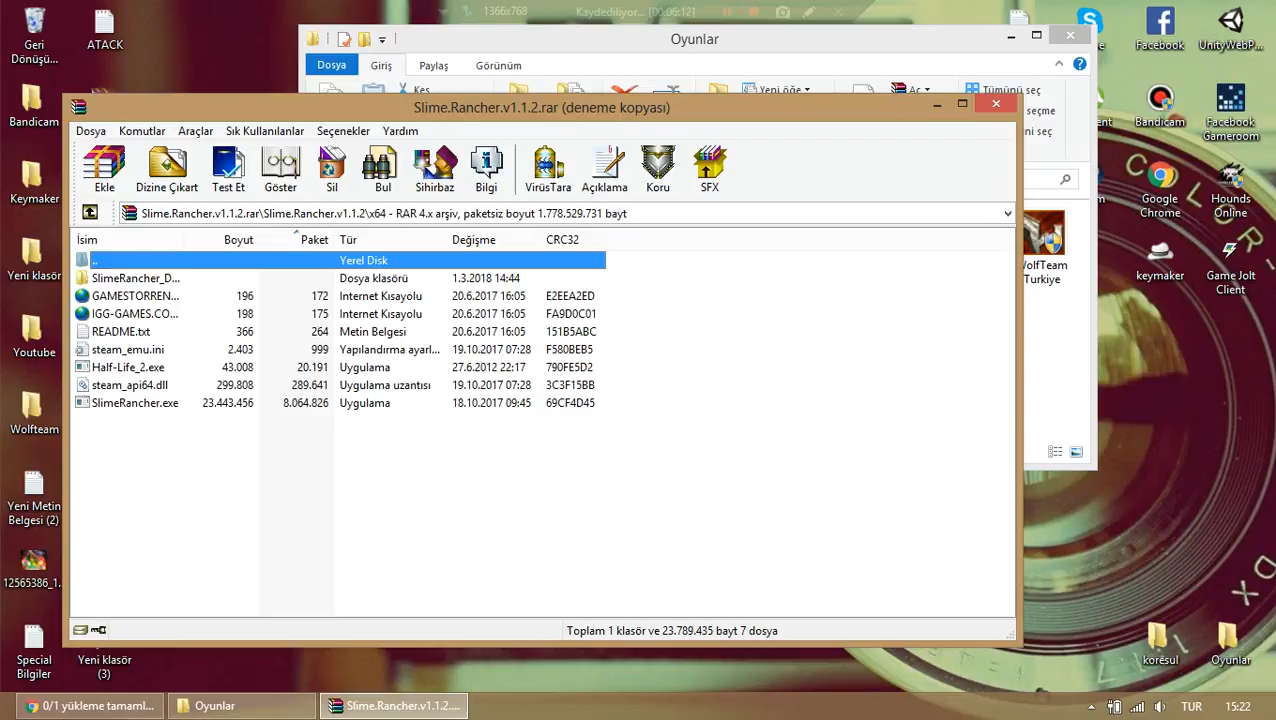 1366x768
Kaydediliyor... [00:06:12]
Geri Dönüşü...
ATACK
Oyunlar
Facebook
UnityWebP...
Dosya
Giriş
Paylaş
Görünüm
Kes
Yeni öğe
Aç
Tümünü seç
Slime.Rancher.v1.1.2.rar (deneme kopyası)
Dosya
Komutlar
Araçlar
Sık Kullanılanlar
Seçenekler
Yardım
Ekle
Dizine Çıkart
Test Et
Göster
Sil
Bul
Sihirbaz
Bilgi
VirüsTara
Açıklama
Koru
SFX
Slime.Rancher.v1.1.2.rar\Slime.Rancher.v1.1.2\x64 - RAR 4.x arşiv, paketsiz boyut 1.778.529.731 bayt
İsim Boyut Paket Tür Değişme CRC32
.. Yerel Disk
SlimeRancher_D... Dosya klasörü 1.3.2018 14:44
GAMESTORREN... 196 172 Internet Kısayolu 20.6.2017 16:05 E2EEA2ED
IGG-GAMES.CO... 198 175 Internet Kısayolu 20.6.2017 16:05 FA9D0C01
README.txt 366 264 Metin Belgesi 20.6.2017 16:05 151B5ABC
steam_emu.ini 2.403 999 Yapılandırma ayarl... 19.10.2017 07:28 F580BEB5
Half-Life_2.exe 43.008 20.191 Uygulama 27.6.2012 22:17 790FE5D2
steam_api64.dll 299.808 289.641 Uygulama uzantısı 19.10.2017 07:28 3C3F15BB
SlimeRancher.exe 23.443.456 8.064.826 Uygulama 18.10.2017 09:45 69CF4D45
Toplam 1 klasör ve 23.789.435 bayt 7 dosya
Bandicam
Keymaker
Yeni klasör
Youtube
Wolfteam
Yeni Metin Belgesi (2)
12565386_1...
Special Bilgiler
Yeni klasör (3)
Bandicam
Facebook Gameroom
Google Chrome
Hounds Online
keymaker
Game Jolt Client
WolfTeam Turkiye
korësul
Oyunlar
0/1 yükleme tamaml...
Oyunlar
Slime.Rancher.v1.1.2....
TUR
15:22